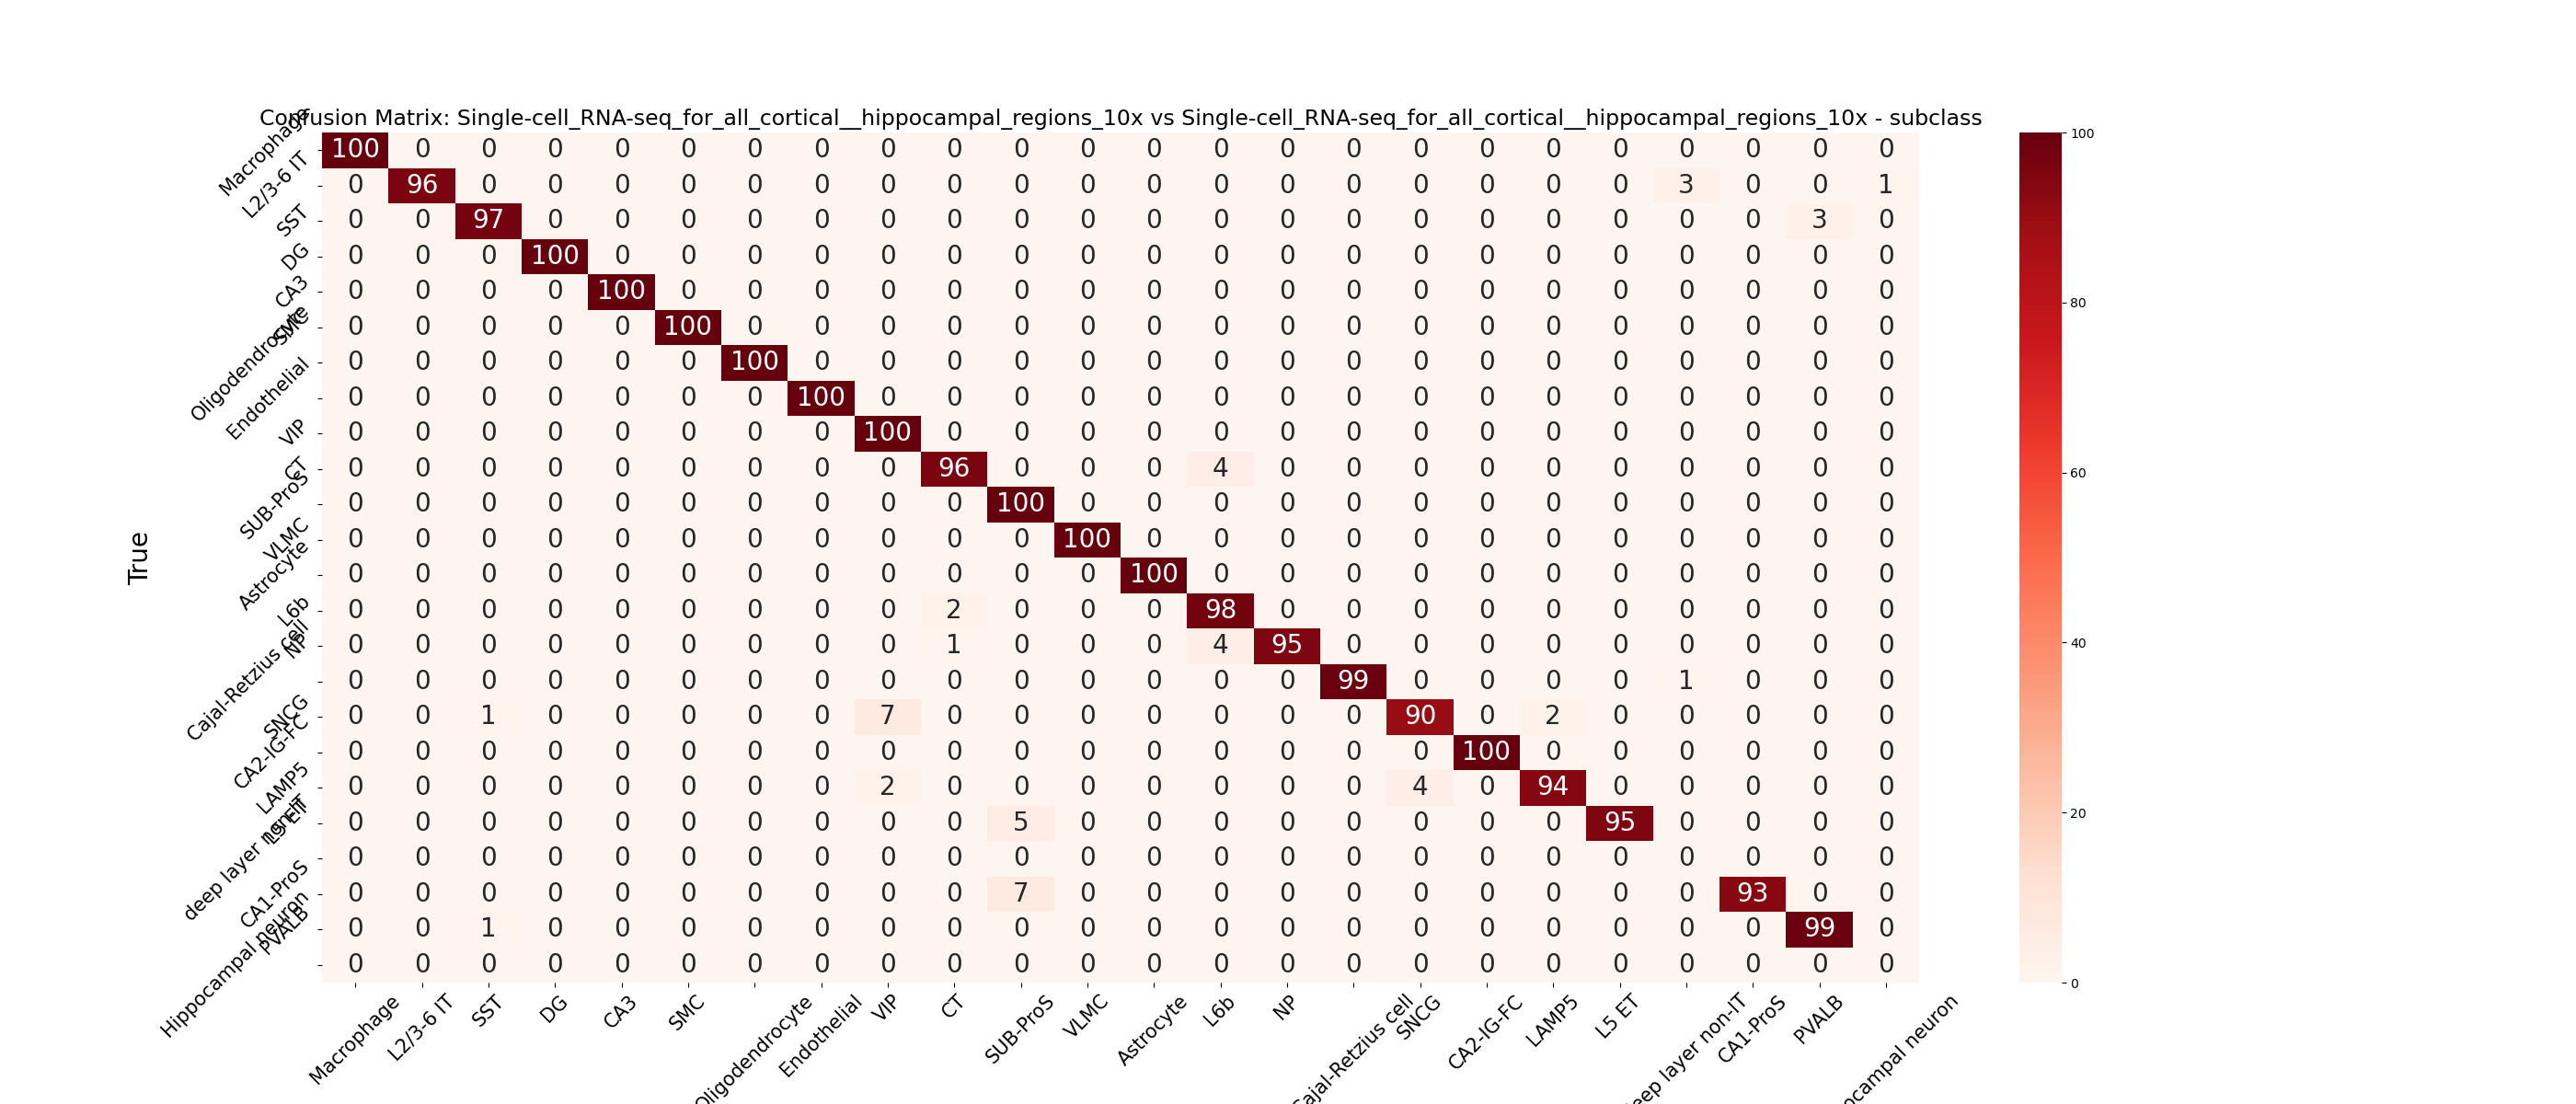 Confusion Matrix: Single-cell_RNA-seq_for_all_cortical__hippocampal_regions_10x vs Single-cell_RNA-seq_for_all_cortical__hippocampal_regions_10x - subclass
True
Macrophage 100 0 0 0 0 0 0 0 0 0 0 0 0 0 0 0 0 0 0 0 0 0 0 0
L2/3-6 IT 0 96 0 0 0 0 0 0 0 0 0 0 0 0 0 0 0 0 0 0 3 0 0 1
SST 0 0 97 0 0 0 0 0 0 0 0 0 0 0 0 0 0 0 0 0 0 0 3 0
DG 0 0 0 100 0 0 0 0 0 0 0 0 0 0 0 0 0 0 0 0 0 0 0 0
CA3 0 0 0 0 100 0 0 0 0 0 0 0 0 0 0 0 0 0 0 0 0 0 0 0
SMC 0 0 0 0 0 100 0 0 0 0 0 0 0 0 0 0 0 0 0 0 0 0 0 0
Oligodendrocyte 0 0 0 0 0 0 100 0 0 0 0 0 0 0 0 0 0 0 0 0 0 0 0 0
Endothelial 0 0 0 0 0 0 0 100 0 0 0 0 0 0 0 0 0 0 0 0 0 0 0 0
VIP 0 0 0 0 0 0 0 0 100 0 0 0 0 0 0 0 0 0 0 0 0 0 0 0
CT 0 0 0 0 0 0 0 0 0 96 0 0 0 4 0 0 0 0 0 0 0 0 0 0
SUB-ProS 0 0 0 0 0 0 0 0 0 0 100 0 0 0 0 0 0 0 0 0 0 0 0 0
VLMC 0 0 0 0 0 0 0 0 0 0 0 100 0 0 0 0 0 0 0 0 0 0 0 0
Astrocyte 0 0 0 0 0 0 0 0 0 0 0 0 100 0 0 0 0 0 0 0 0 0 0 0
L6b 0 0 0 0 0 0 0 0 0 2 0 0 0 98 0 0 0 0 0 0 0 0 0 0
NP 0 0 0 0 0 0 0 0 0 1 0 0 0 4 95 0 0 0 0 0 0 0 0 0
Cajal-Retzius cell 0 0 0 0 0 0 0 0 0 0 0 0 0 0 0 99 0 0 0 0 1 0 0 0
SNCG 0 0 1 0 0 0 0 0 7 0 0 0 0 0 0 0 90 0 2 0 0 0 0 0
CA2-IG-FC 0 0 0 0 0 0 0 0 0 0 0 0 0 0 0 0 0 100 0 0 0 0 0 0
LAMP5 0 0 0 0 0 0 0 0 2 0 0 0 0 0 0 0 4 0 94 0 0 0 0 0
L5 ET 0 0 0 0 0 0 0 0 0 0 5 0 0 0 0 0 0 0 0 95 0 0 0 0
deep layer non-IT 0 0 0 0 0 0 0 0 0 0 0 0 0 0 0 0 0 0 0 0 0 0 0 0
CA1-ProS 0 0 0 0 0 0 0 0 0 0 7 0 0 0 0 0 0 0 0 0 0 93 0 0
PVALB 0 0 1 0 0 0 0 0 0 0 0 0 0 0 0 0 0 0 0 0 0 0 99 0
Hippocampal neuron 0 0 0 0 0 0 0 0 0 0 0 0 0 0 0 0 0 0 0 0 0 0 0 0
Macrophage L2/3-6 IT SST DG CA3 SMC Oligodendrocyte Endothelial VIP CT SUB-ProS VLMC Astrocyte L6b NP Cajal-Retzius cell SNCG CA2-IG-FC LAMP5 L5 ET layer non-IT CA1-ProS PVALB neuron
100
80
60
40
20
0